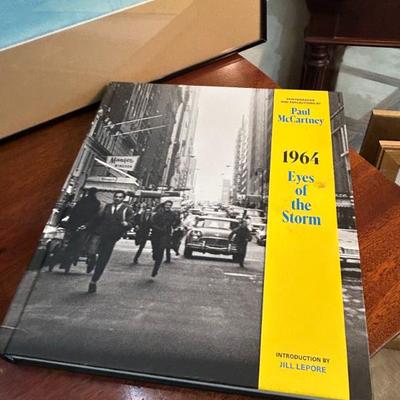 PHOTOGRAPHS
AND REFLECTIONS BY
Paul
McCartney
1964
Eyes
of
the
Storm
INTRODUCTION BY
JILL LEPORE